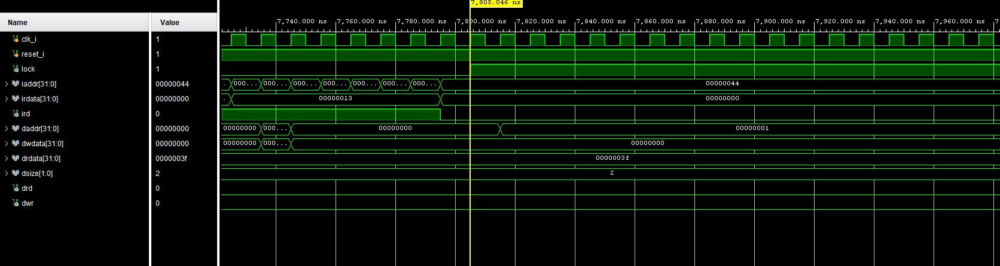 7,805.046 ns
Name Value
7,740.000 ns 7,760.000 ns 7,780.000 ns 7,800.000 ns 7,820.000 ns 7,840.000 ns 7,860.000 ns 7,880.000 ns 7,900.000 ns 7,920.000 ns 7,940.000 ns 7,960.000 ns 7
clk_i 1
reset_i 1
lock 1
iaddr[31:0] 00000044 . 000... 000... 000... 000... 000... 000... 000... 00000044
irdata[31:0] 00000000 . 00000013 00000000
ird 0
daddr[31:0] 00000000 00000000 000... 00000000 00000001
dwdata[31:0] 00000000 00000000 000... 00000000
drdata[31:0] 0000003f 0000003f
dsize[1:0] 2 2
drd 0
dwr 0